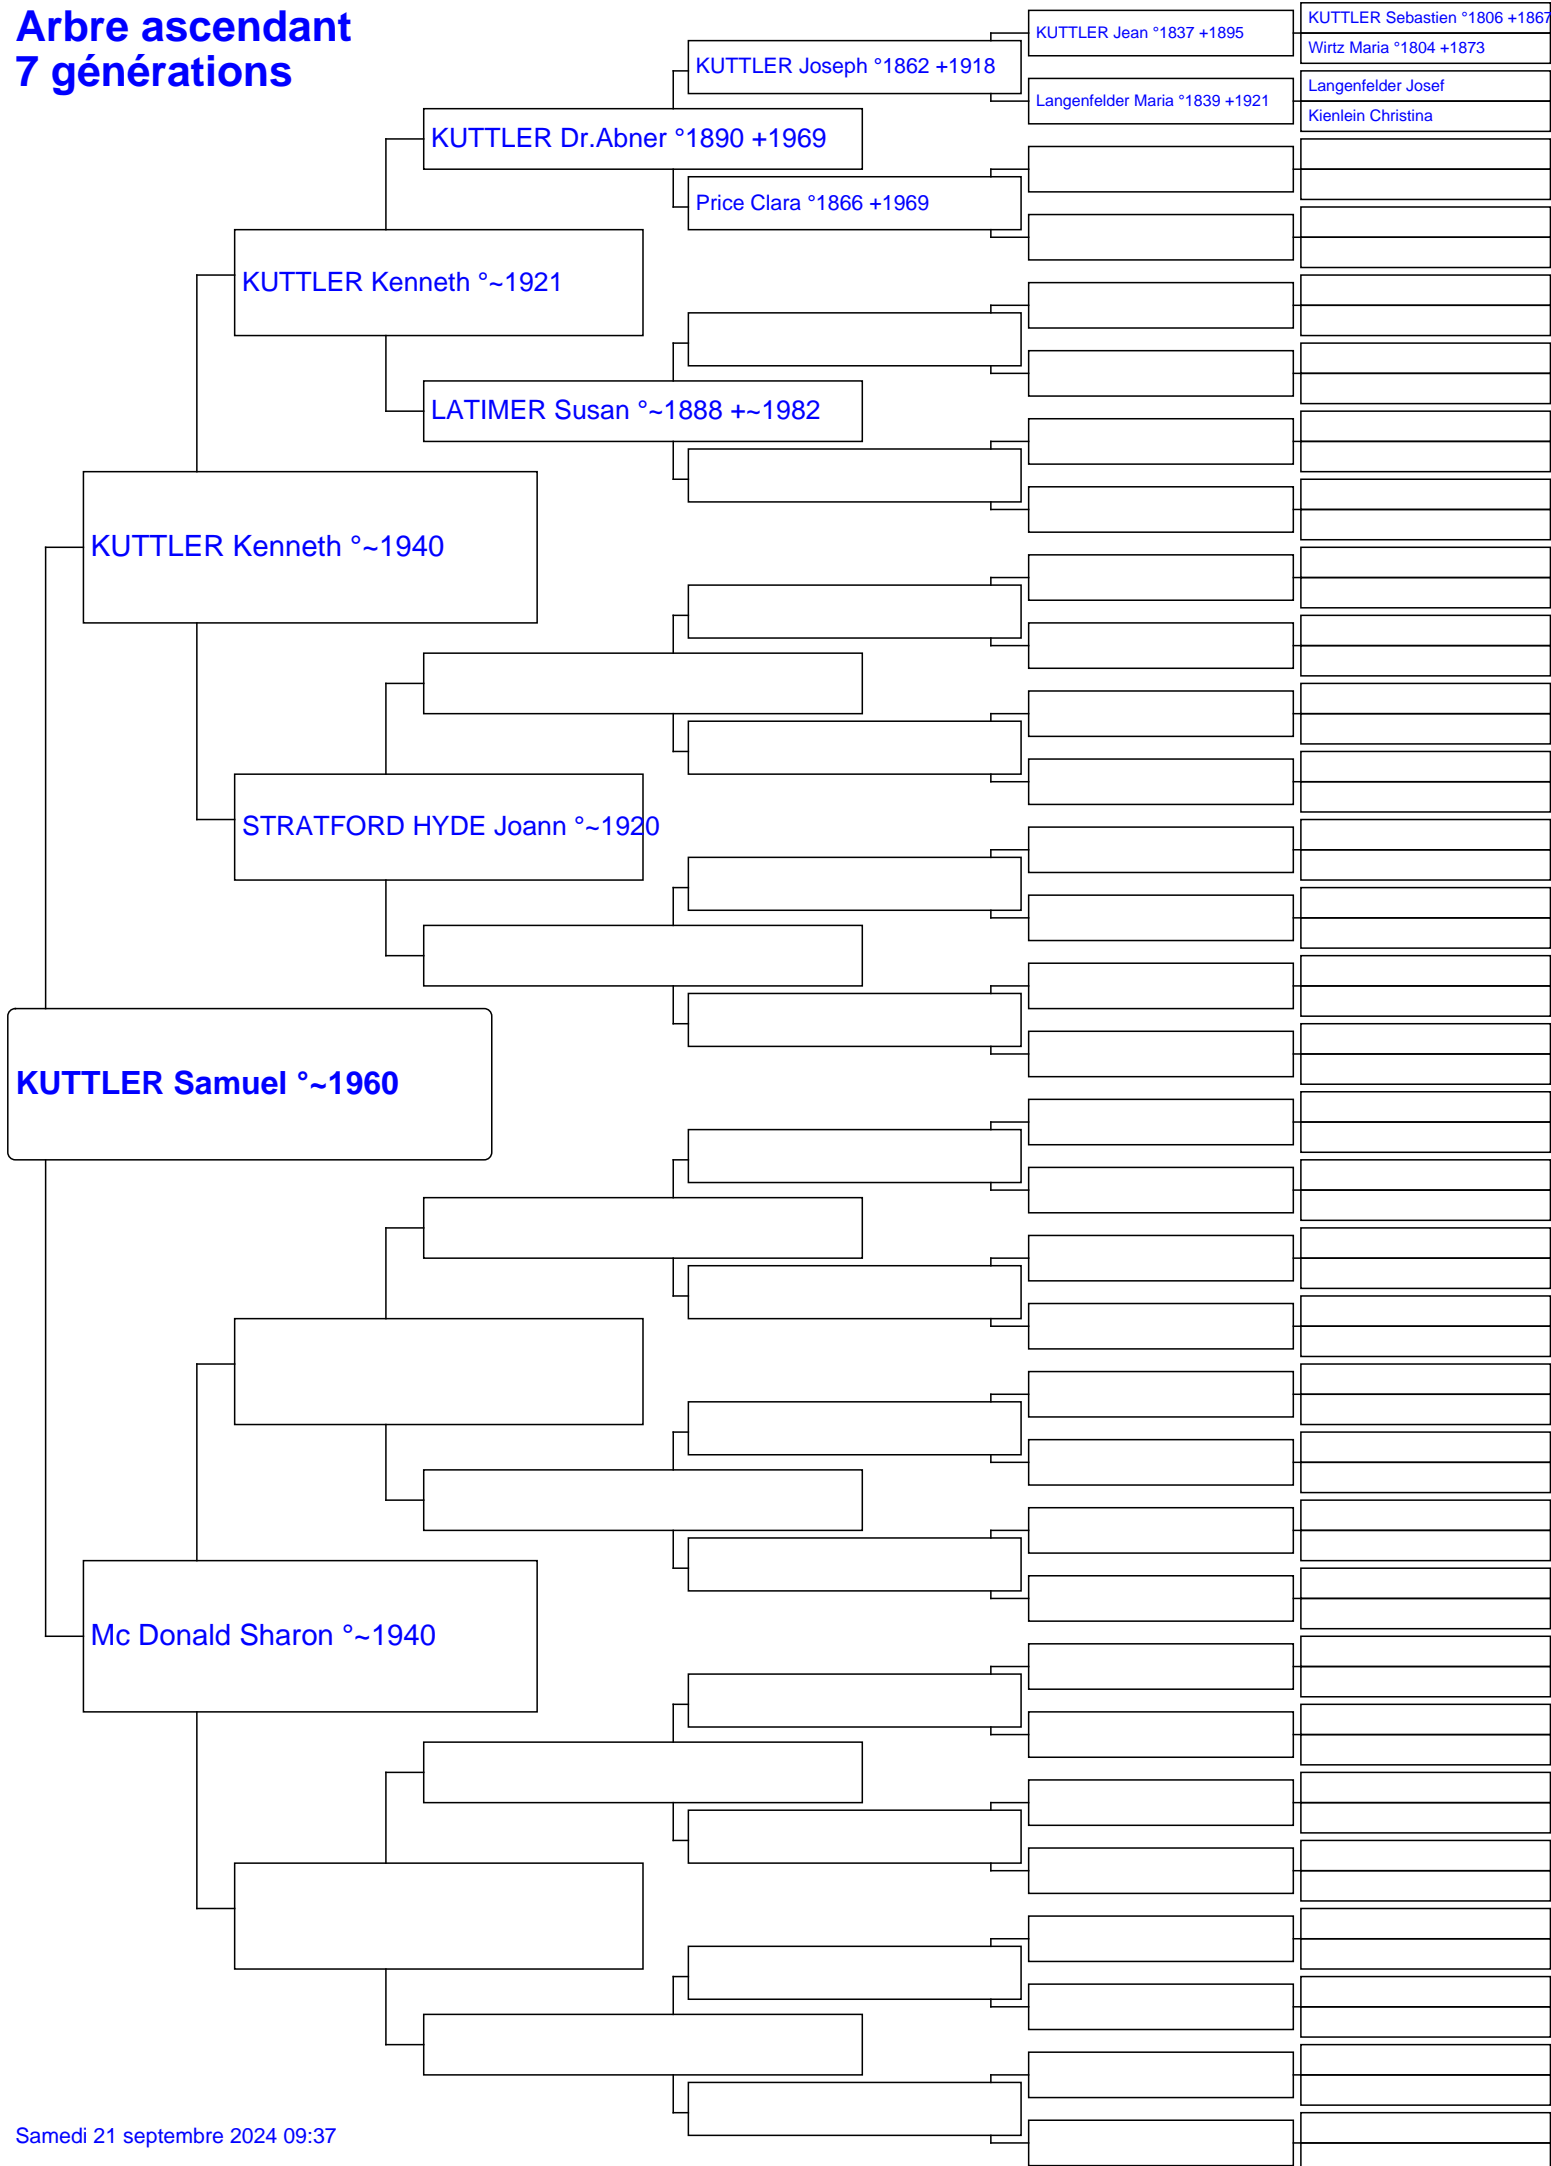 Arbre ascendant
7 générations
KUTTLER Sebastien °1806 +1867
KUTTLER Jean °1837 +1895
Wirtz Maria °1804 +1873
KUTTLER Joseph °1862 +1918
Langenfelder Josef
Langenfelder Maria °1839 +1921
Kienlein Christina
KUTTLER Dr.Abner °1890 +1969
Price Clara °1866 +1969
KUTTLER Kenneth °~1921
LATIMER Susan °~1888 +~1982
KUTTLER Kenneth °~1940
STRATFORD HYDE Joann °~1920
KUTTLER Samuel °~1960
Mc Donald Sharon °~1940
Samedi 21 septembre 2024 09:37